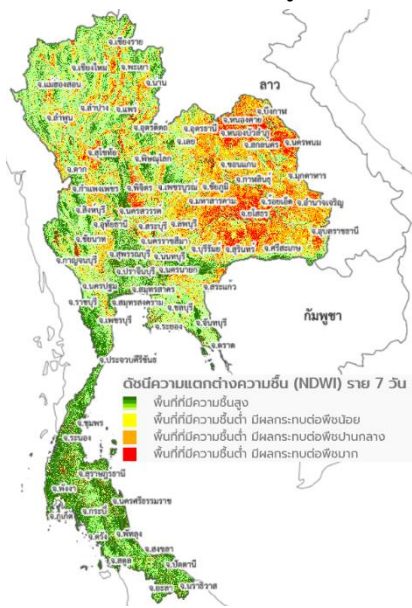 จ.เชียงราย
จ.เชียงใหม่
จ.พะเยา
จ.แม่ฮ่องสอน
จ.น่าน
จ.ลำปาง
จ.แพร่
จ.ลำพูน
จ.อุตรดิตถ์
จ.สุโขทัย
จ.ตาก
จ.พิษณุโลก
จ.เลย
จ.อุดรธานี
จ.หนองคาย
จ.บึงกาฬ
ลาว
จ.หนองบัวลำภู
จ.สกลนคร
จ.นครพนม
จ.กำแพงเพชร
จ.พิจิตร
จ.เพชรบูรณ์
จ.ขอนแก่น
จ.กาฬสินธุ์
จ.มุกดาหาร
จ.ชัยภูมิ
จ.มหาสารคาม
จ.ร้อยเอ็ด
จ.อำนาจเจริญ
จ.ยโสธร
จ.อุบลราชธานี
จ.สิงห์บุรี
จ.นครสวรรค์
จ.อุทัยธานี
จ.สระบุรี
จ.ลพบุรี
จ.ชัยนาท
จ.นครราชสีมา
จ.บุรีรัมย์
จ.สุรินทร์
จ.ศรีสะเกษ
จ.สุพรรณบุรี
จ.นนทบุรี
จ.กาญจนบุรี
จ.ปราจีนบุรี
จ.นครนายก
จ.สระแก้ว
จ.นครปฐม
จ.สมุทรสาคร
จ.ราชบุรี
จ.สมุทรสงคราม
จ.ชลบุรี
จ.เพชรบุรี
จ.ระยอง
จ.จันทบุรี
จ.ตราด
กัมพูชา
จ.ประจวบคีรีขันธ์
ดัชนีความแตกต่างความชื้น (NDWI) ราย 7 วัน
พื้นที่ที่มีความชื้นสูง
พื้นที่ที่มีความชื้นต่ำ มีผลกระทบต่อพืชน้อย
พื้นที่ที่มีความชื้นต่ำ มีผลกระทบต่อพืชปานกลาง
พื้นที่ที่มีความชื้นต่ำ มีผลกระทบต่อพืชมาก
จ.ชุมพร
จ.ระนอง
จ.สุราษฎรธานี
จ.พังงา
จ.นครศรีธรรมราช
จ.กระบี่
จ.ภูเก็ต
จ.ตรัง
จ.พัทลุง
จ.สงขลา
จ.สตูล
จ.ปัตตานี
จ.ยะลา
จ.นราธิวาส